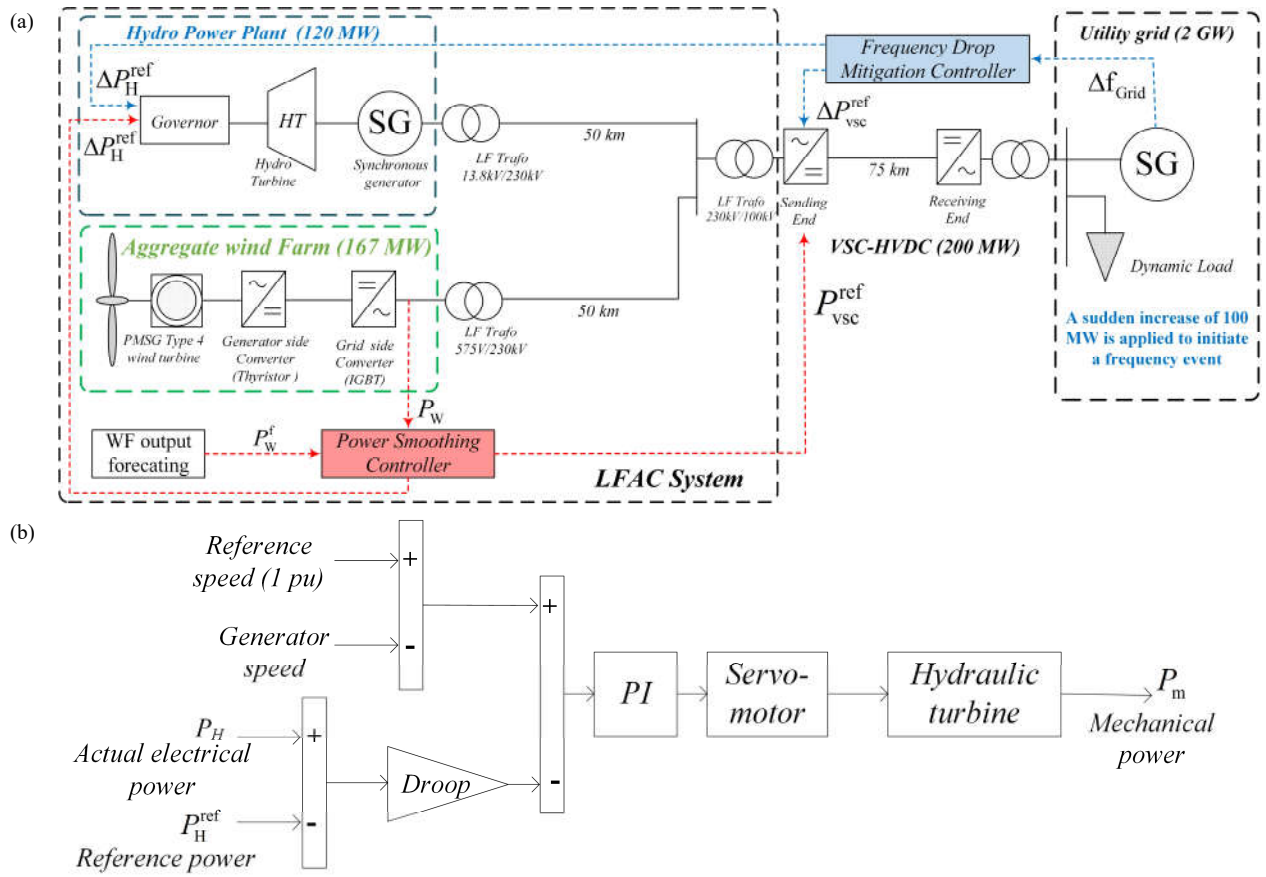 (a)
Hydro Power Plant (120 MW)
ΔP_H^ref
ΔP_H^ref
Governor
HT
Hydro
Turbine
SG
Synchronous
generator
LF Trafo
13.8kV/230kV
50 km
Frequency Drop
Mitigation Controller
ΔP_vsc^ref
Utility grid (2 GW)
Δf_Grid
SG
LF Trafo
230kV/100kV
Sending
End
75 km
Receiving
End
VSC-HVDC (200 MW)
Dynamic Load
A sudden increase of 100
MW is applied to initiate
a frequency event
Aggregate wind Farm (167 MW)
PMSG Type 4
wind turbine
Generator side
Converter
(Thyristor )
Grid side
Converter
(IGBT)
LF Trafo
575V/230kV
50 km
P_vsc^ref
P_W
WF output
forecating
P_W^f
Power Smoothing
Controller
LFAC System
(b)
Reference
speed (1 pu)
+
-
Generator
speed
P_H
Actual electrical
power
+
-
P_H^ref
Reference power
Droop
+
-
PI
Servo-
motor
Hydraulic
turbine
P_m
Mechanical
power